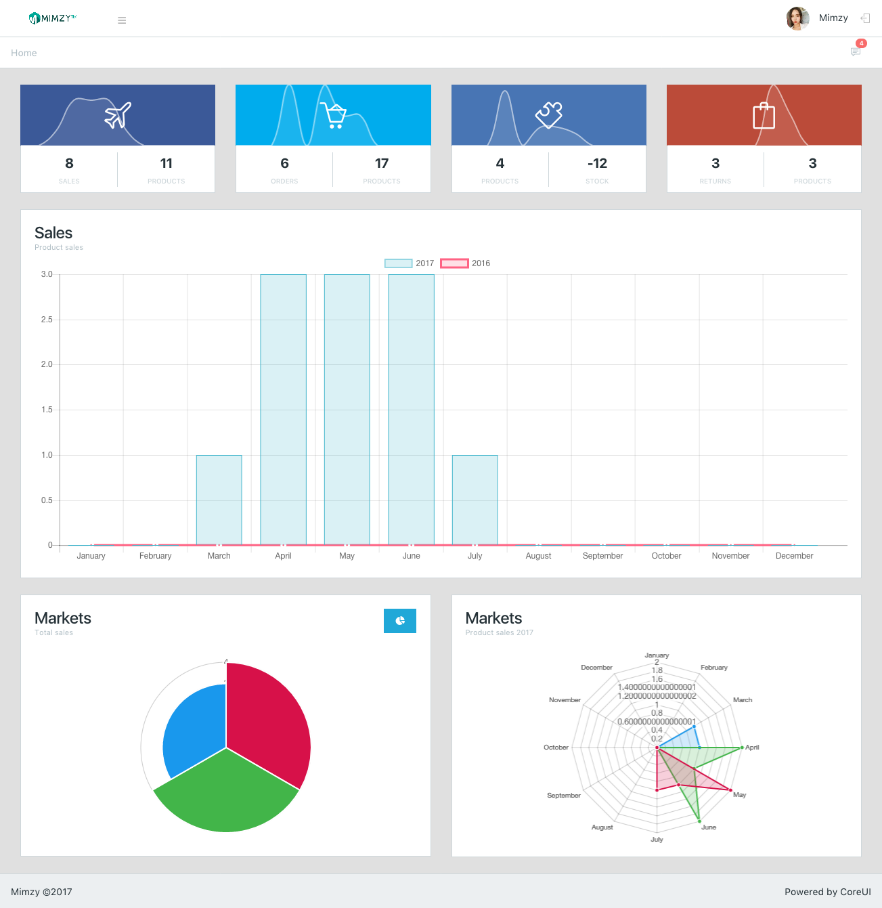 MIMZY™
Mimzy
Home
4
8
SALES
11
PRODUCTS
6
ORDERS
17
PRODUCTS
4
PRODUCTS
-12
STOCK
3
RETURNS
3
PRODUCTS
Sales
Product sales
2017 2016
3.0
2.5
2.0
1.5
1.0
0.5
0
January February March April May June July August September October November December
Markets
Total sales
Markets
Product sales 2017
January
February
March
April
May
June
July
August
September
October
November
December
2
1.8
1.6
1.4000000000000001
1.2000000000000002
1
0.8
0.6000000000000001
0.4
0.2
Mimzy ©2017
Powered by CoreUI